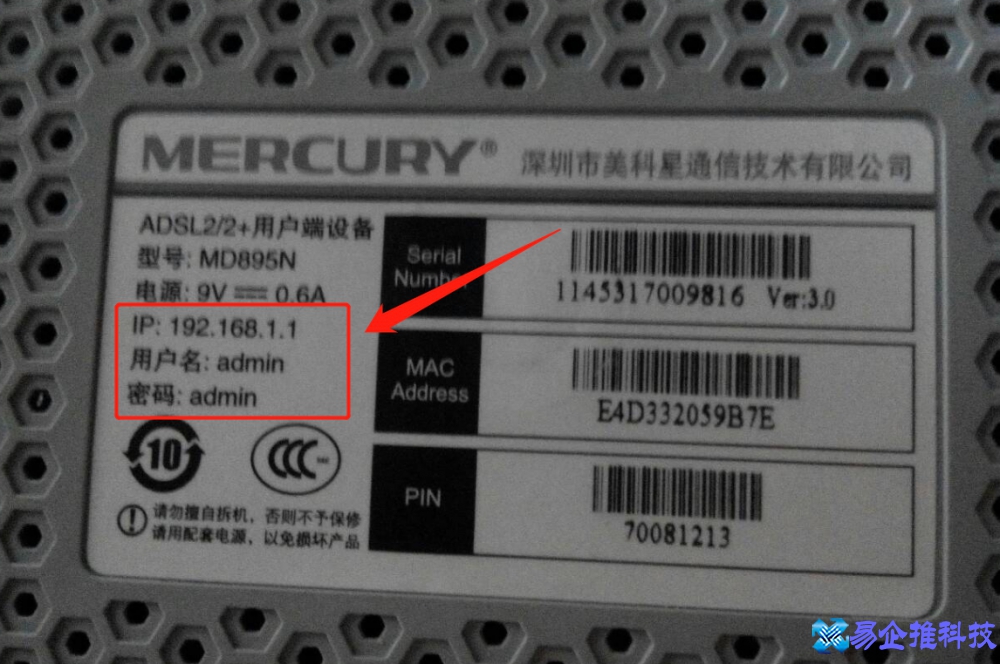 MERCURY® 深圳市美科星通信技术有限公司
ADSL2/2+用户端设备
型号: MD895N
电源: 9V 0.6A
IP: 192.168.1.1
用户名: admin
密码: admin
10
CCC
请勿擅自拆机，否则不予保修
请用配套电源，以免损坏产品
Serial
Number
1145317009816 Ver:3.0
MAC
Address
E4D332059B7E
PIN
70081213
易企推科技